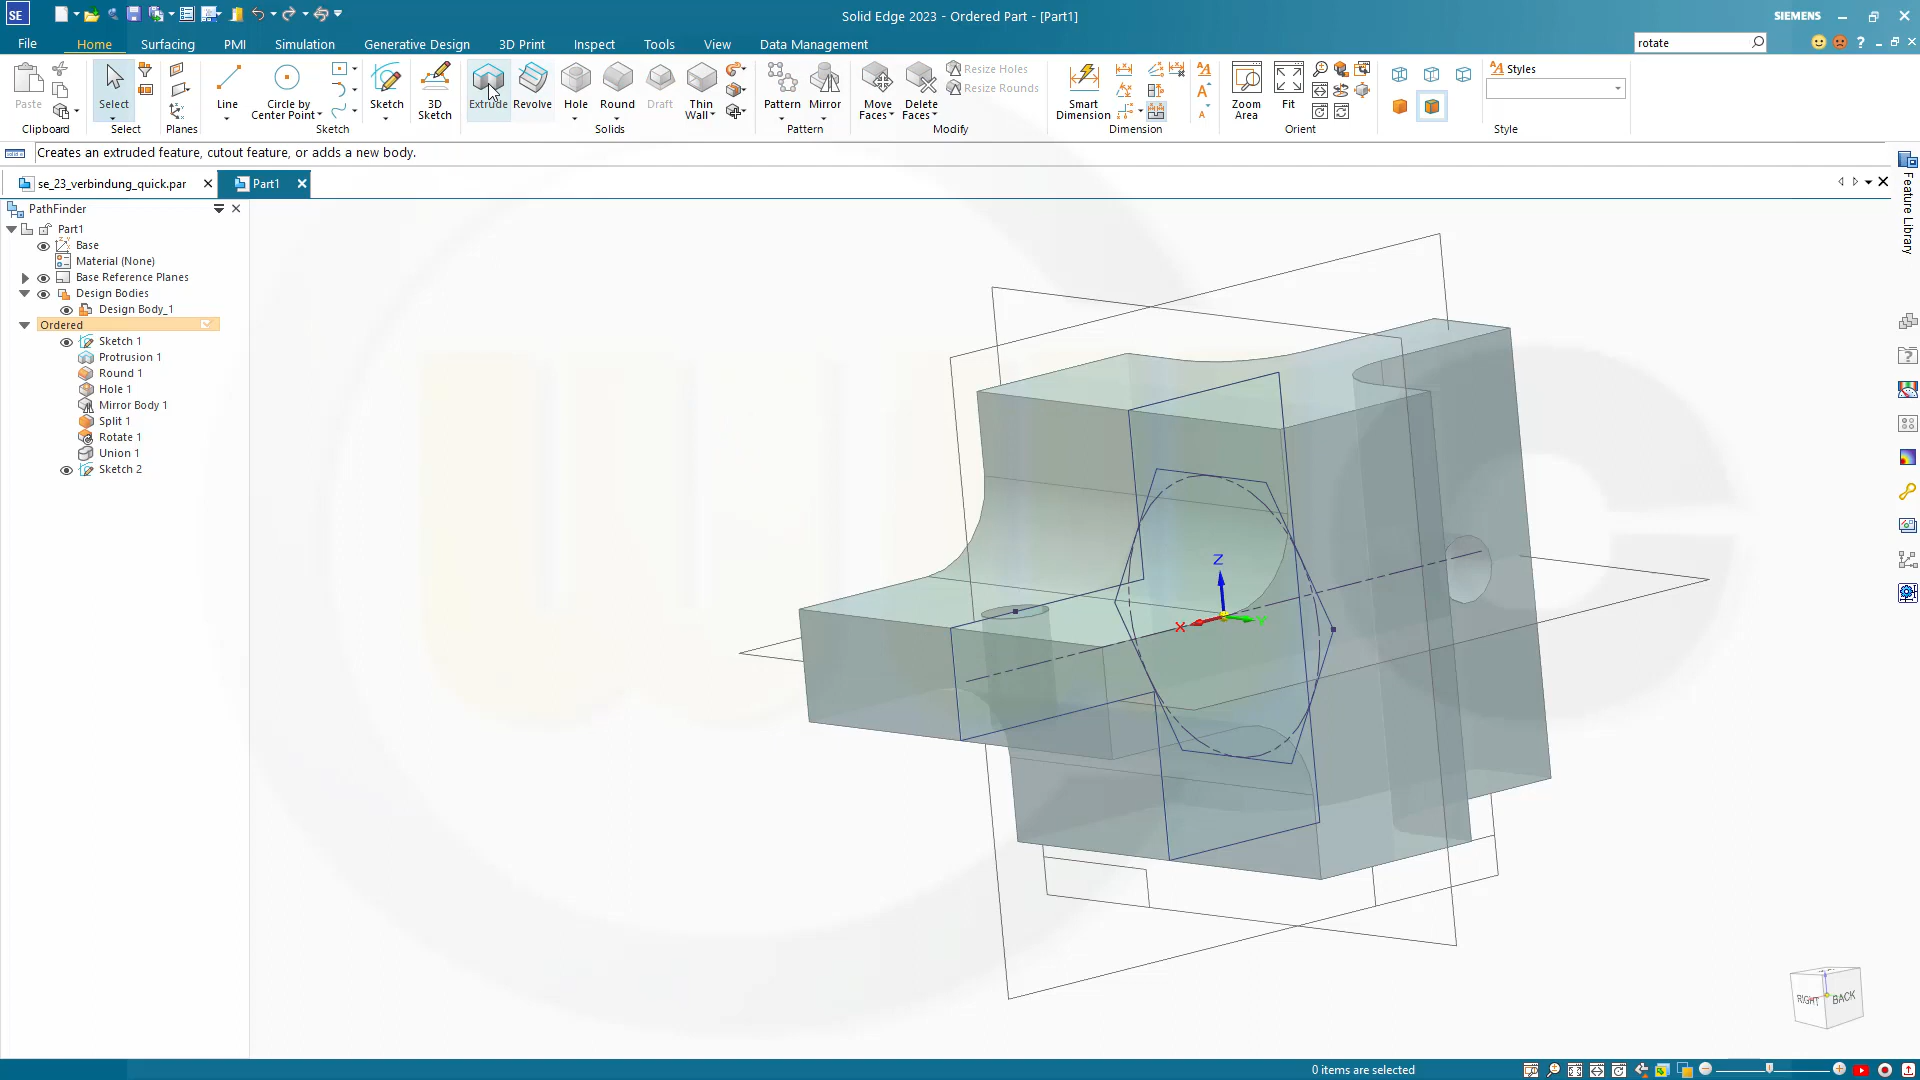 SE
Solid Edge 2023 - Ordered Part - [Part1]
SIEMENS
File
Home
Surfacing
PMI
Simulation
Generative Design
3D Print
Inspect
Tools
View
Data Management
rotate
Paste
Clipboard
Select
Select
Planes
Line
Circle by
Center Point
Sketch
Sketch
3D
Sketch
Extrude
Revolve
Hole
Round
Draft
Thin
Wall
Solids
Pattern
Mirror
Pattern
Move
Faces
Delete
Faces
Resize Holes
Resize Rounds
Modify
Smart
Dimension
Dimension
Zoom
Area
Fit
Orient
Styles
Style
Creates an extruded feature, cutout feature, or adds a new body.
se_23_verbindung_quick.par
Part1
PathFinder
Part1
Base
Material (None)
Base Reference Planes
Design Bodies
Design Body_1
Ordered
Sketch 1
Protrusion 1
Round 1
Hole 1
Mirror Body 1
Split 1
Rotate 1
Union 1
Sketch 2
Feature Library
Z
X
Y
RIGHT
BACK
0 items are selected